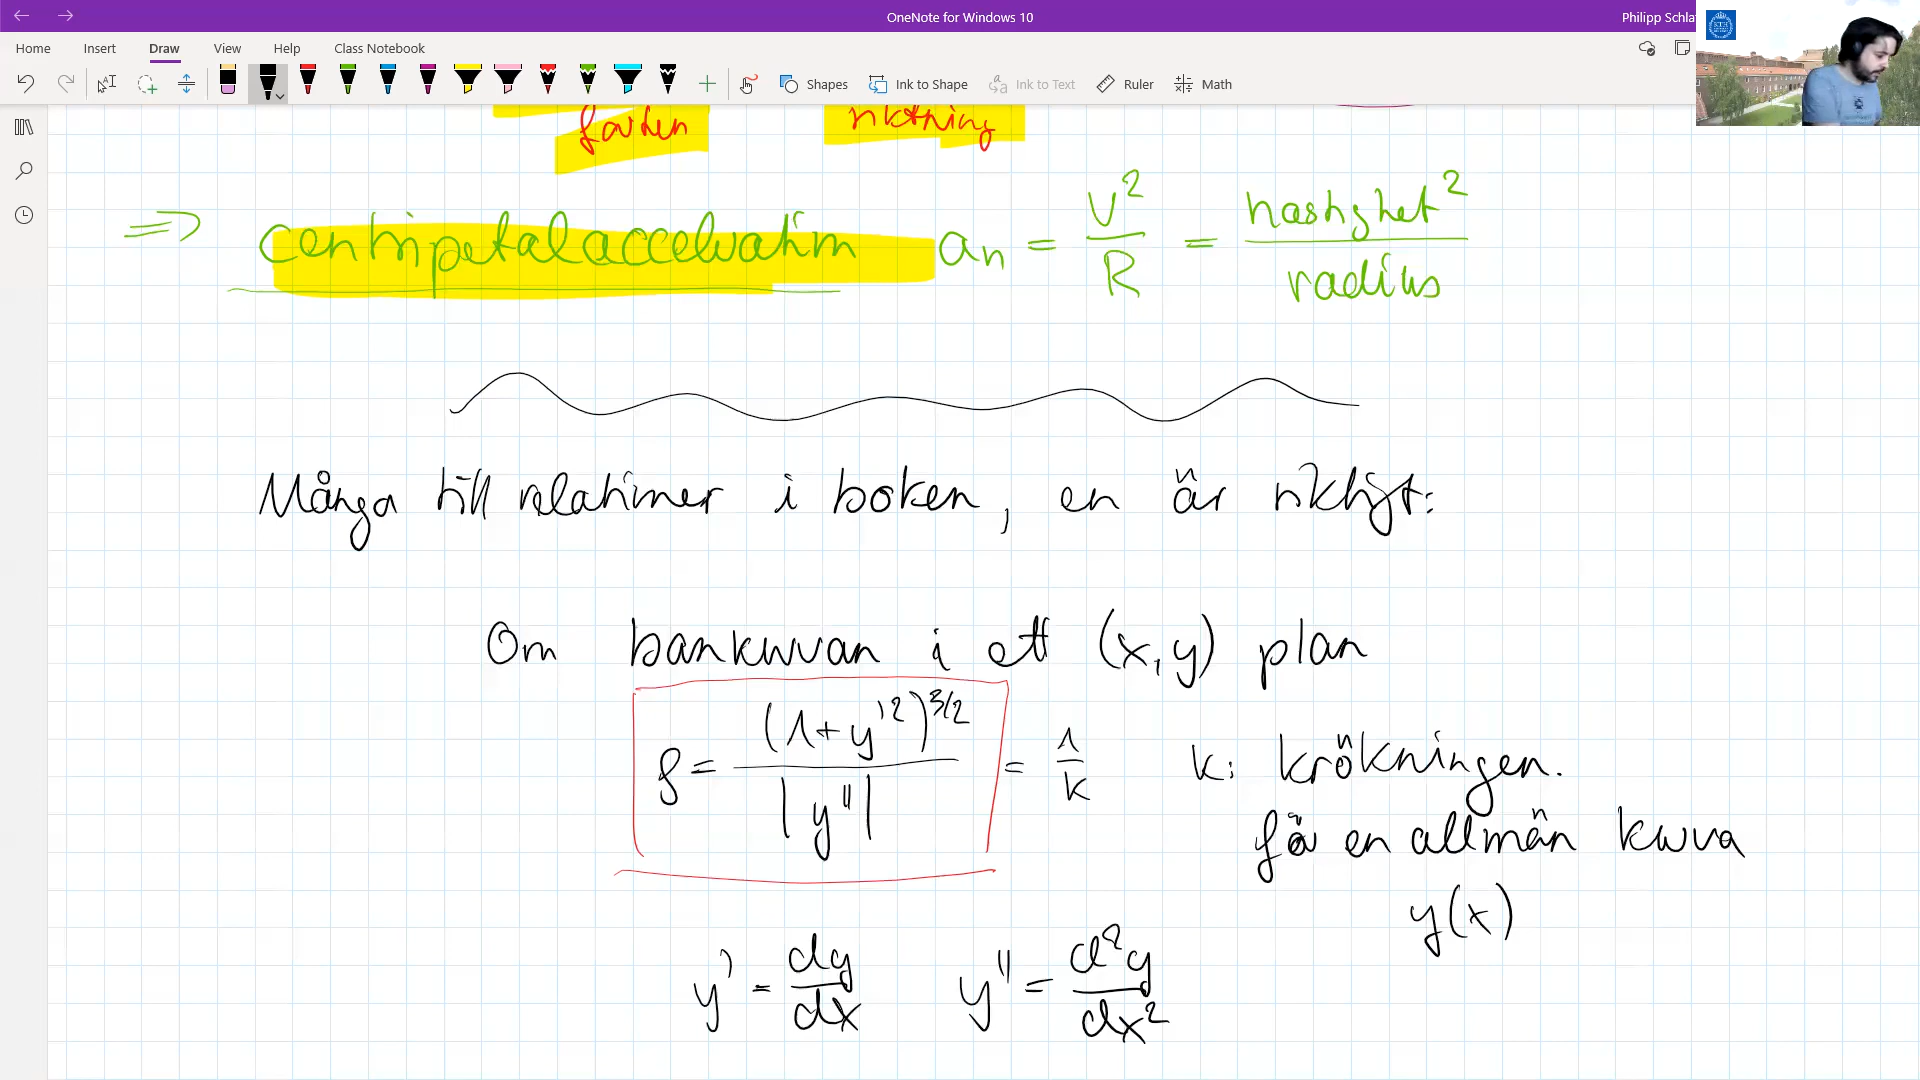 OneNote for Windows 10
Philipp Schla
Home Insert Draw View Help Class Notebook
Shapes Ink to Shape Ink to Text Ruler Math
farten riktning
=> centripetalacceleration an = v²/R = hastighet²/radius
Många till relationer i boken, en är viktigt:
Om bankurvan i ett (x,y) plan
ρ = (1+y'²)^3/2 / |y''| = 1/k k: krökningen.
för en allmän kurva
y(x)
y' = dy/dx y'' = d²y/dx²